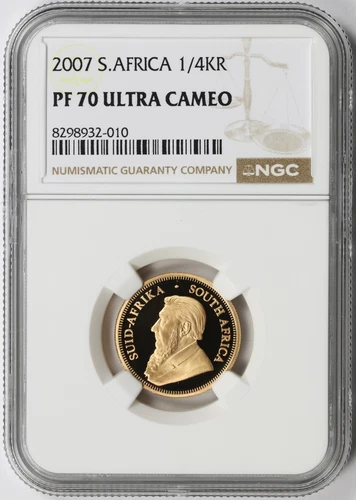 2007 S.AFRICA 1/4KR
PF 70 ULTRA CAMEO
8298932-010
NUMISMATIC GUARANTY COMPANY NGC
SUID-AFRIKA · SOUTH AFRICA